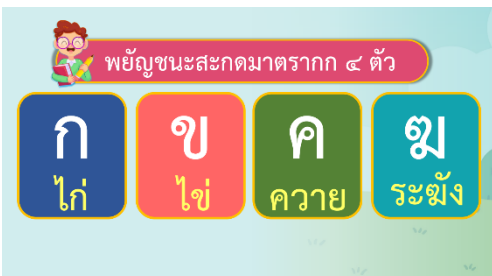 พยัญชนะสะกดมาตรากก ๔ ตัว
ก ข ค ฆ
ไก่ ไข่ ควาย ระฆัง